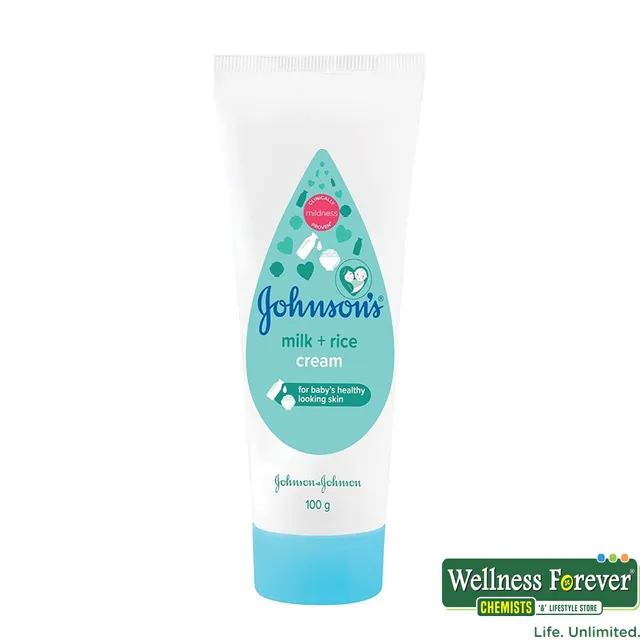 CLINICALLY
mildness
PROVEN*
Johnson's®
milk + rice
cream
for baby's healthy
looking skin
Johnson & Johnson
100 g
Wellness Forever®
CHEMISTS '&' LIFESTYLE STORE
Life. Unlimited.